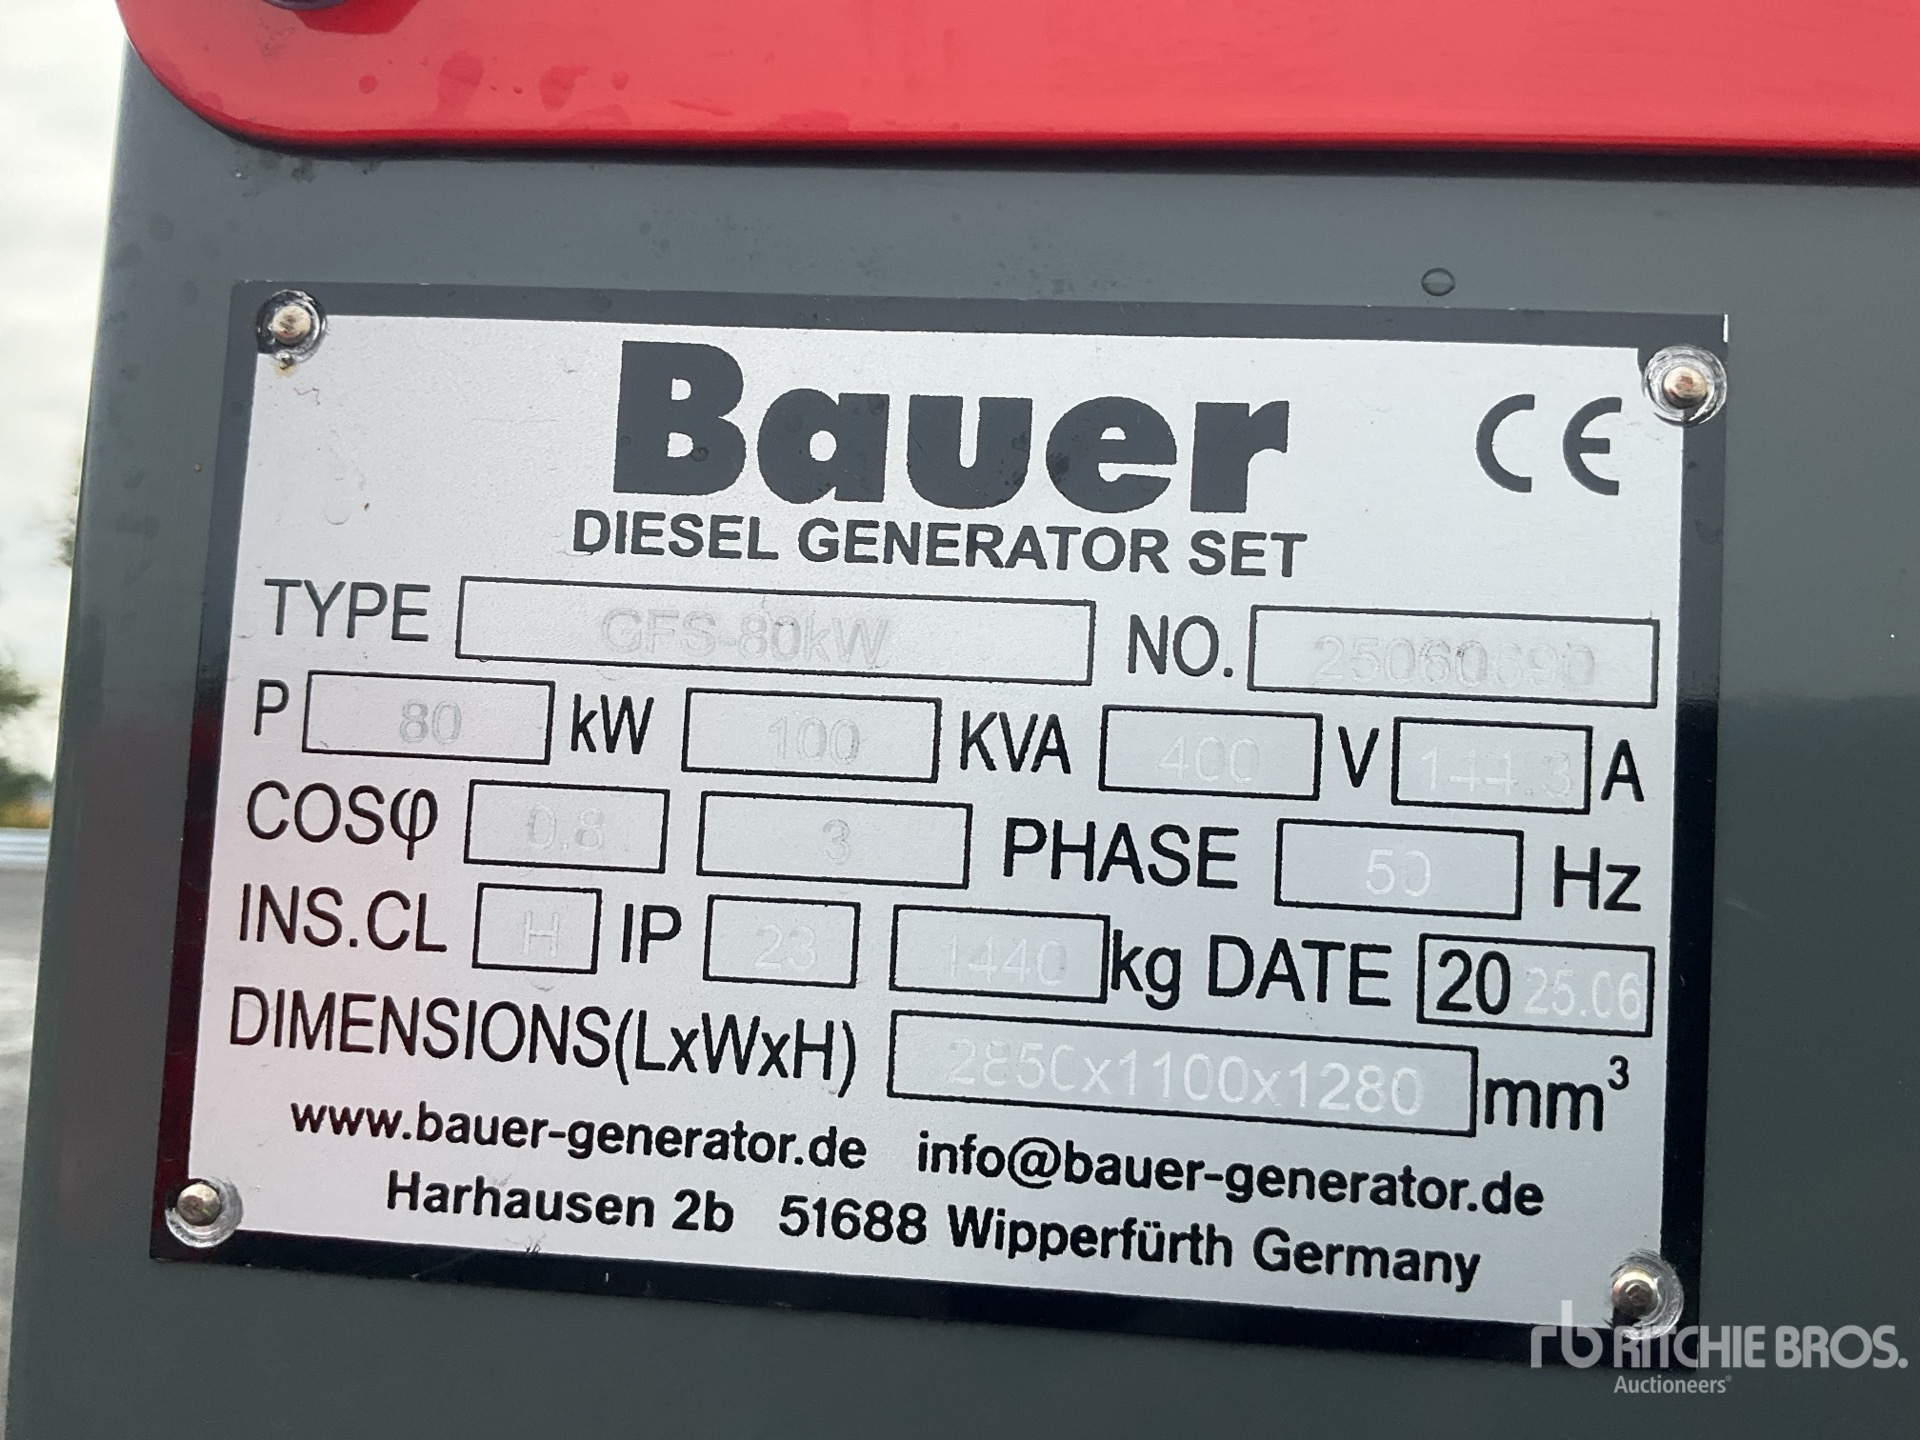 Bauer CE
DIESEL GENERATOR SET
TYPE GFS-80kW NO. 25060690
P 80 kW 100 KVA 400 V 144.3 A
COSφ 0.8 3 PHASE 50 Hz
INS.CL H IP 23 1440 kg DATE 2025.06
DIMENSIONS(LxWxH) 2850x1100x1280 mm³
www.bauer-generator.de info@bauer-generator.de
Harhausen 2b 51688 Wipperfürth Germany
rb RITCHIE BROS.
Auctioneers®